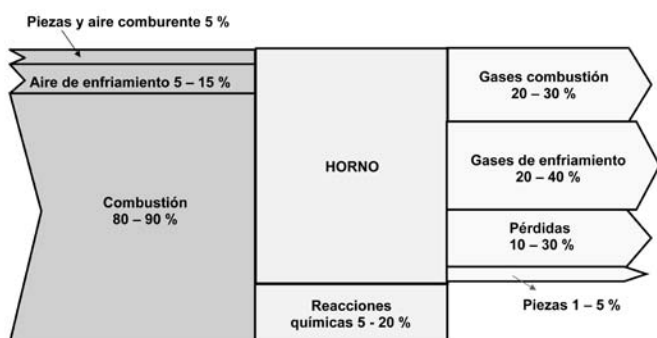 Piezas y aire comburente 5 %
Aire de enfriamiento 5 – 15 %
Combustión
80 – 90 %
HORNO
Reacciones
químicas 5 - 20 %
Gases combustión
20 – 30 %
Gases de enfriamiento
20 – 40 %
Pérdidas
10 – 30 %
Piezas 1 – 5 %